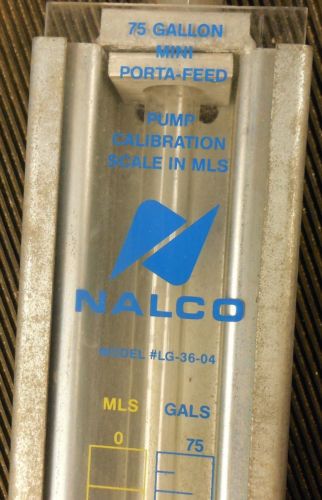 75 GALLON
MINI
PORTA-FEED
PUMP
CALIBRATION
SCALE IN MLS
NALCO
MODEL #LG-36-04
MLS GALS
0 75